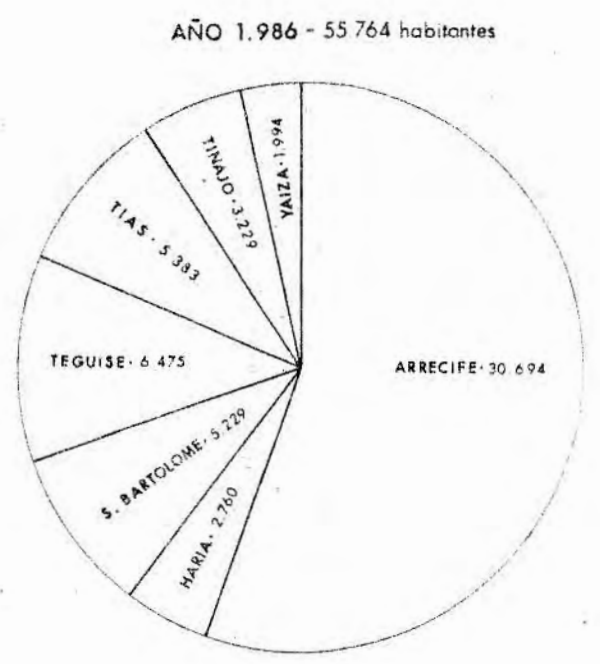 AÑO 1.986 - 55.764 habitantes
YAIZA·1.994
TINAJO·3.229
TIAS · 5.383
TEGUISE· 6.475
ARRECIFE·30.694
S. BARTOLOME· 5.229
HARIA· 2.760